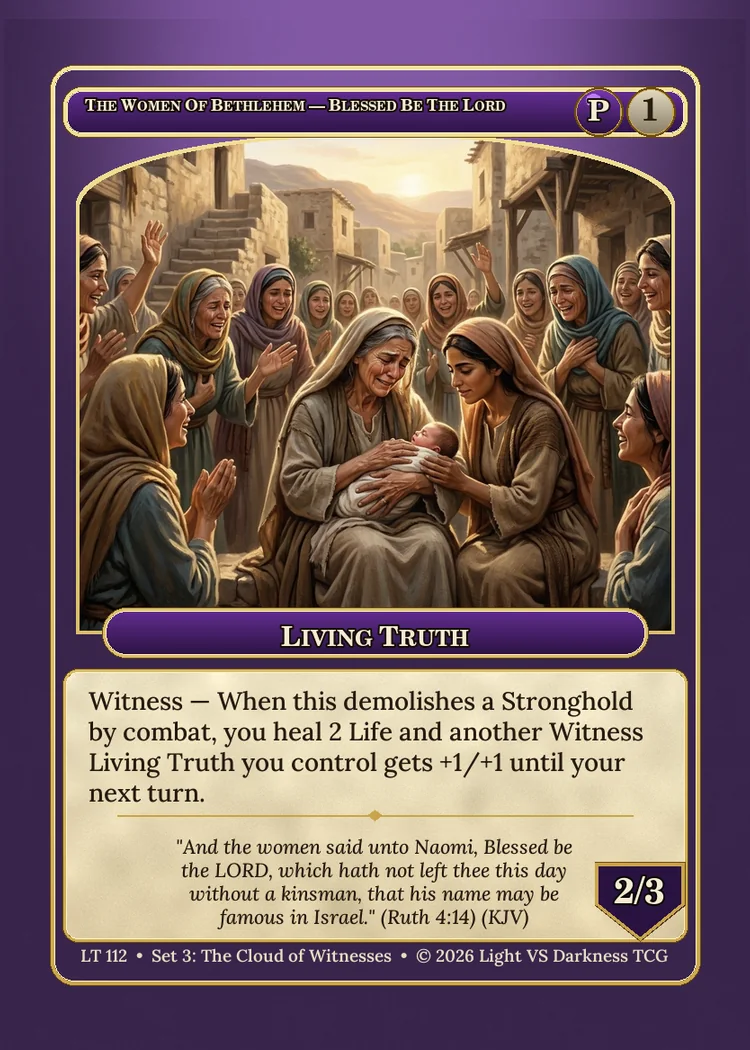 The Women Of Bethlehem — Blessed Be The Lord
P 1
Living Truth
Witness — When this demolishes a Stronghold
by combat, you heal 2 Life and another Witness
Living Truth you control gets +1/+1 until your
next turn.
"And the women said unto Naomi, Blessed be
the LORD, which hath not left thee this day
without a kinsman, that his name may be
famous in Israel." (Ruth 4:14) (KJV)
2/3
LT 112 • Set 3: The Cloud of Witnesses • © 2026 Light VS Darkness TCG